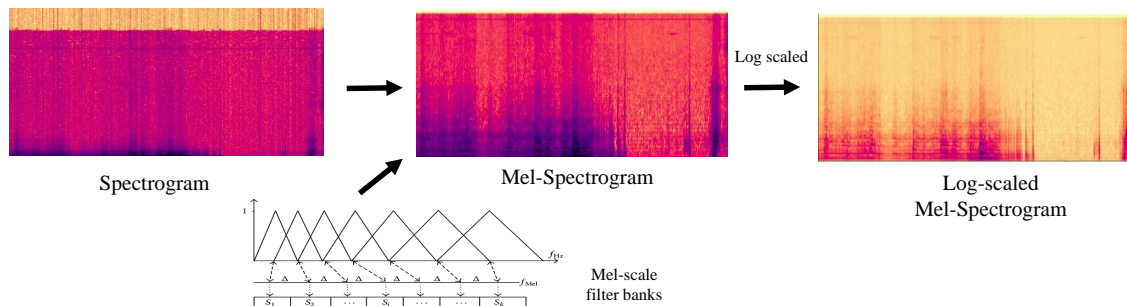 Log scaled
Spectrogram
Mel-Spectrogram
Log-scaled
Mel-Spectrogram
1
f_Hz
Δ Δ Δ Δ Δ Δ Δ
f_Mel
Mel-scale
filter banks
S_1 S_2 ... S_i ... ... S_k